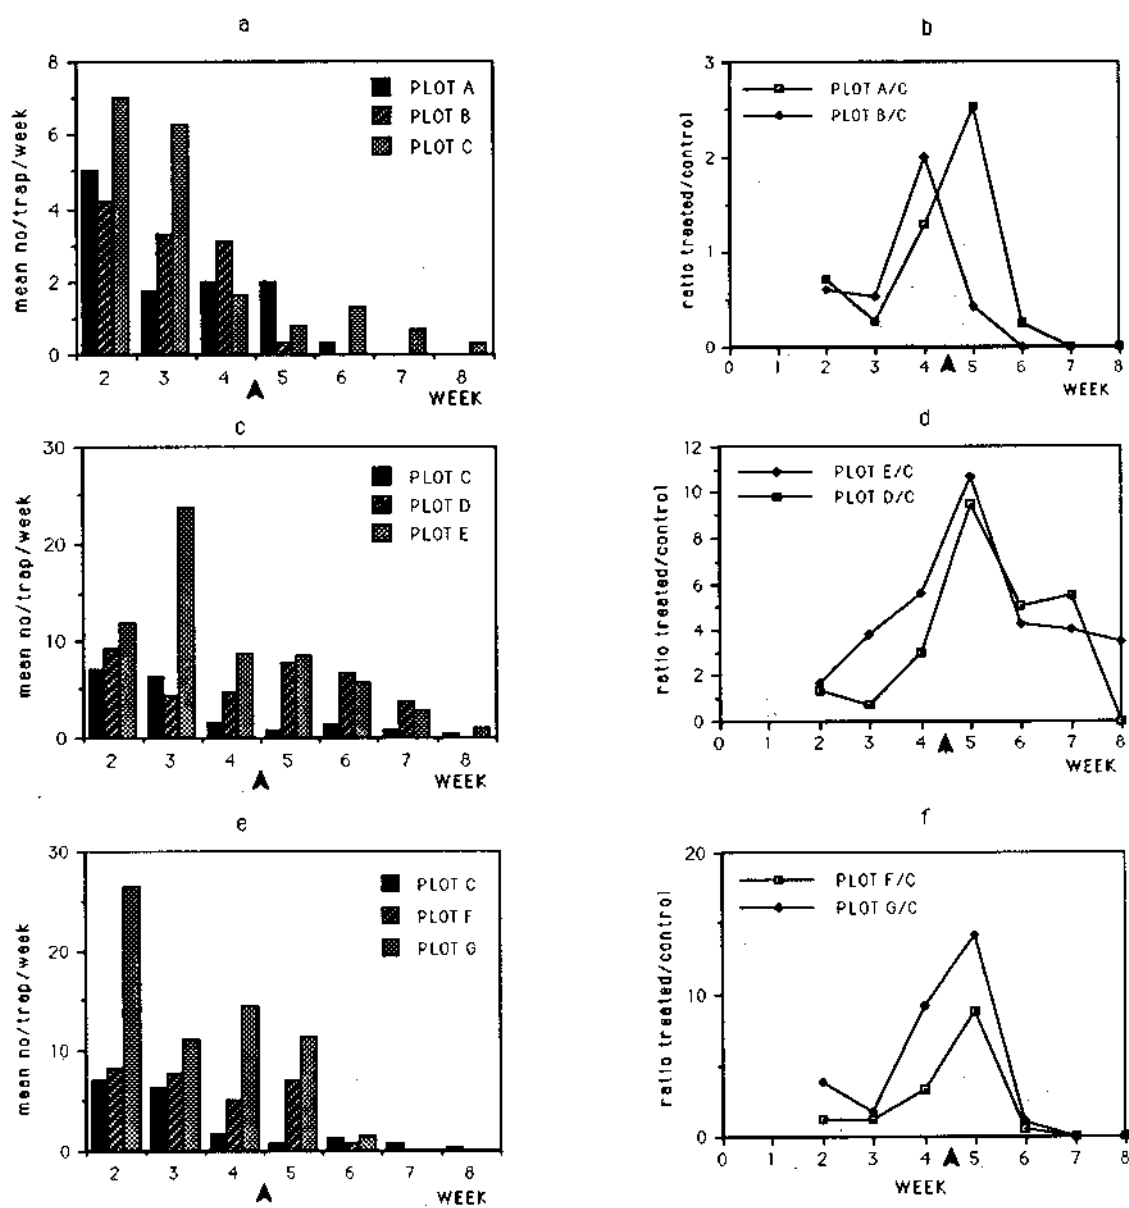 a
mean no/trap/week
8
6
4
2
0
PLOT A
PLOT B
PLOT C
2 3 4 5 6 7 8
WEEK
b
ratio treated/control
3
2
1
0
PLOT A/C
PLOT B/C
0 1 2 3 4 5 6 7 8
WEEK
c
mean no/trap/week
30
20
10
0
PLOT C
PLOT D
PLOT E
2 3 4 5 6 7 8
WEEK
d
ratio treated/control
12
10
8
6
4
2
0
PLOT E/C
PLOT D/C
0 1 2 3 4 5 6 7 8
WEEK
e
mean no/trap/week
30
20
10
0
PLOT C
PLOT F
PLOT G
2 3 4 5 6 7 8
WEEK
f
ratio treated/control
20
10
0
PLOT F/C
PLOT G/C
0 1 2 3 4 5 6 7 8
WEEK